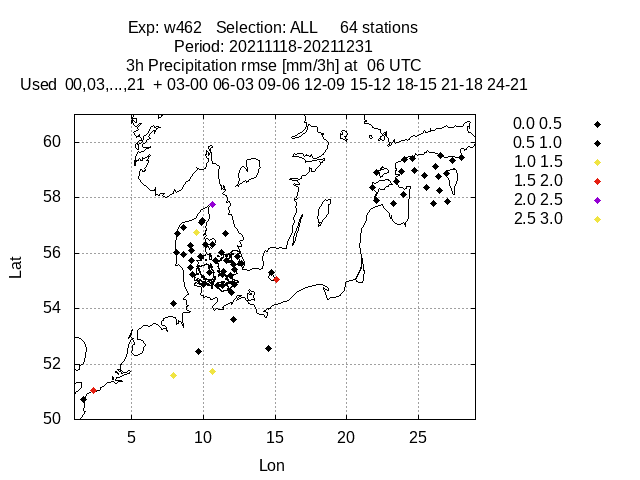 Exp: w462   Selection: ALL     64 stations
Period: 20211118-20211231
3h Precipitation rmse [mm/3h] at  06 UTC
Used  00,03,...,21  + 03-00 06-03 09-06 12-09 15-12 18-15 21-18 24-21
0.0 0.5
0.5 1.0
1.0 1.5
1.5 2.0
2.0 2.5
2.5 3.0
60
58
56
54
52
50
Lat
5 10 15 20 25
Lon